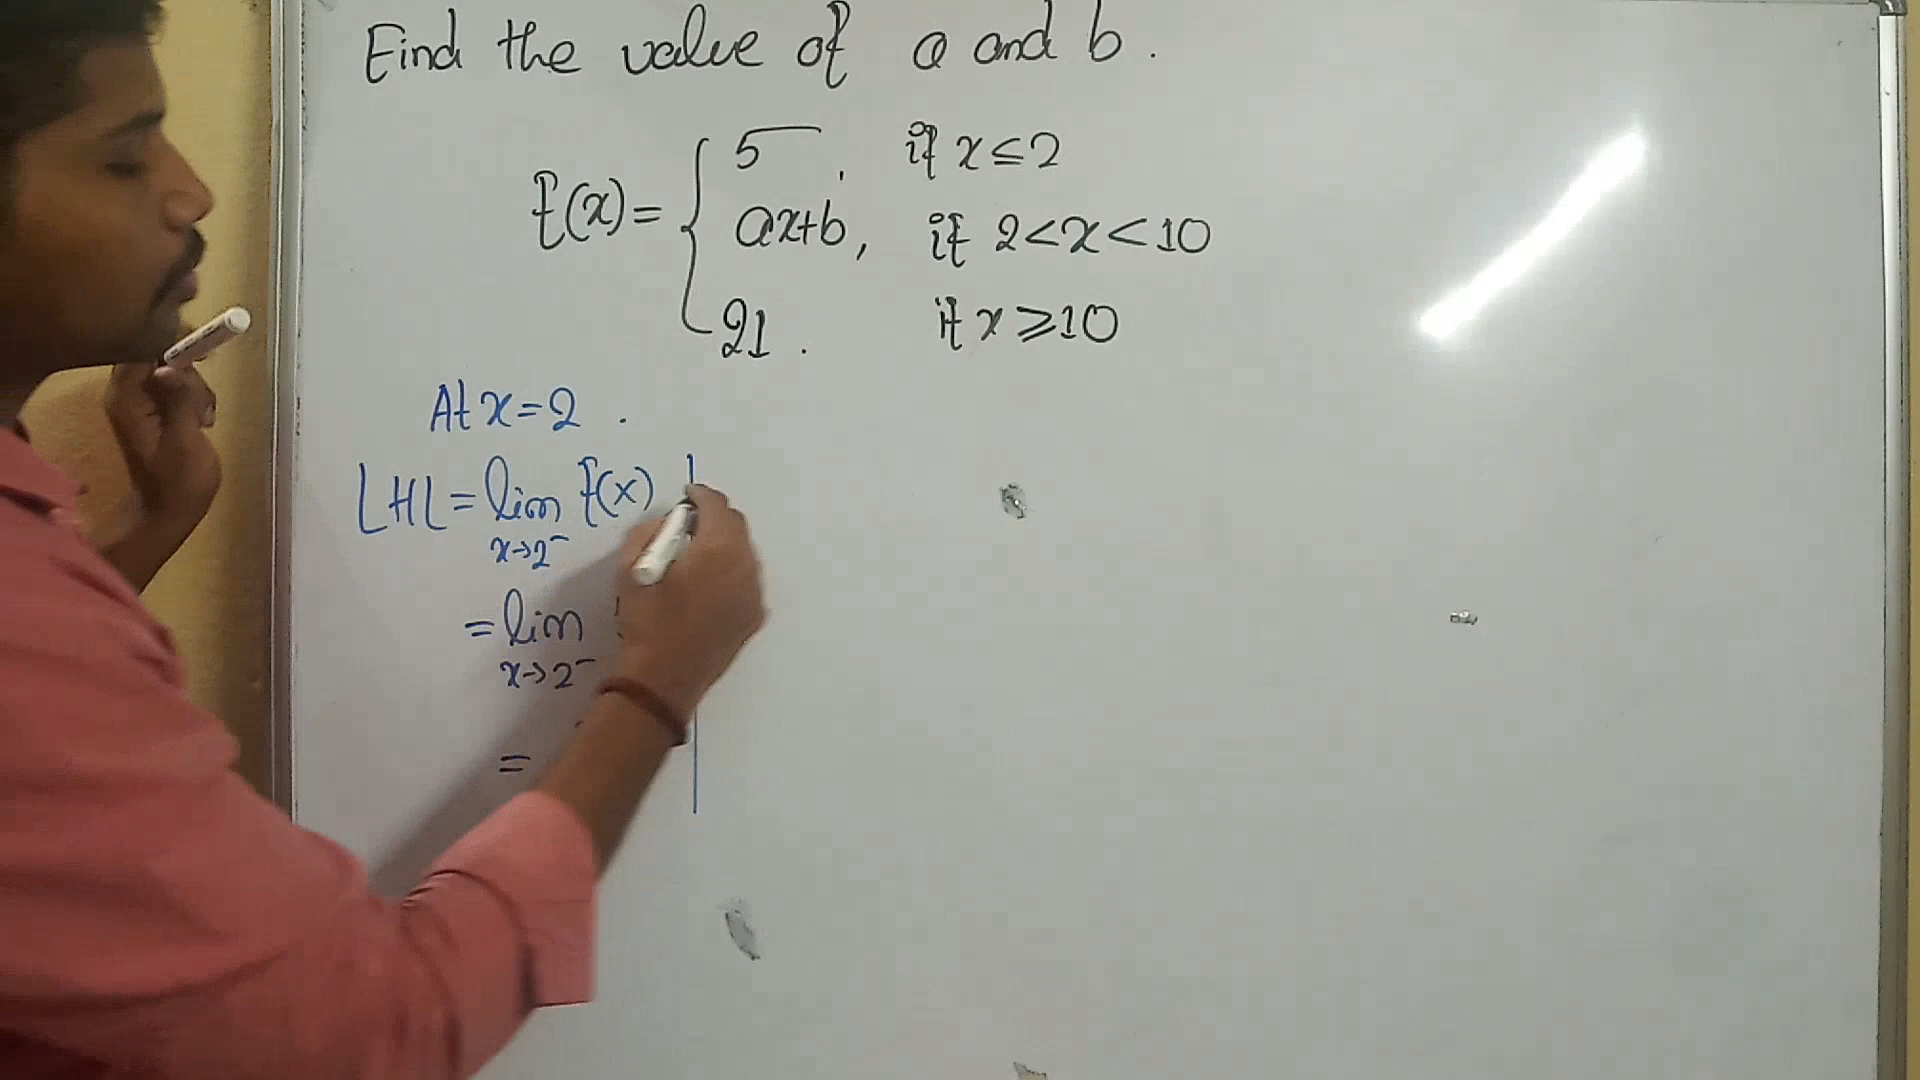 Find the value of a and b.
f(x)= { 5, if x≤2
ax+b, if 2<x<10
21. if x≥10
At x=2.
LHL = lim f(x)
x→2⁻
= lim
x→2⁻
=